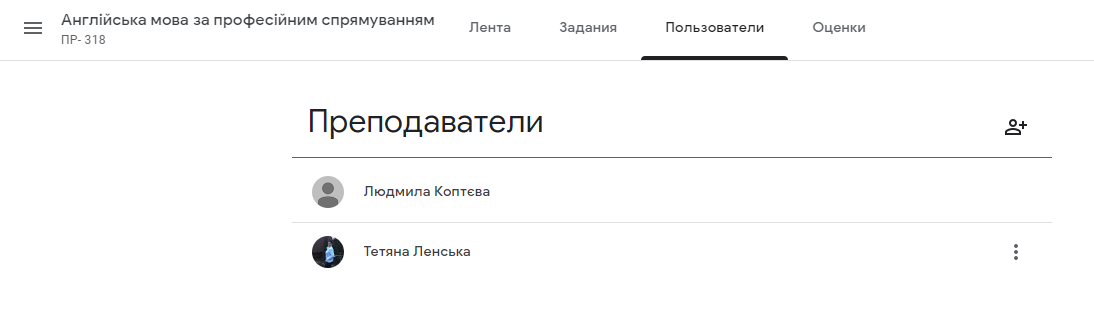 Англійська мова за професійним спрямуванням
ПР- 318
Лента
Задания
Пользователи
Оценки
Преподаватели
Людмила Коптєва
Тетяна Ленська